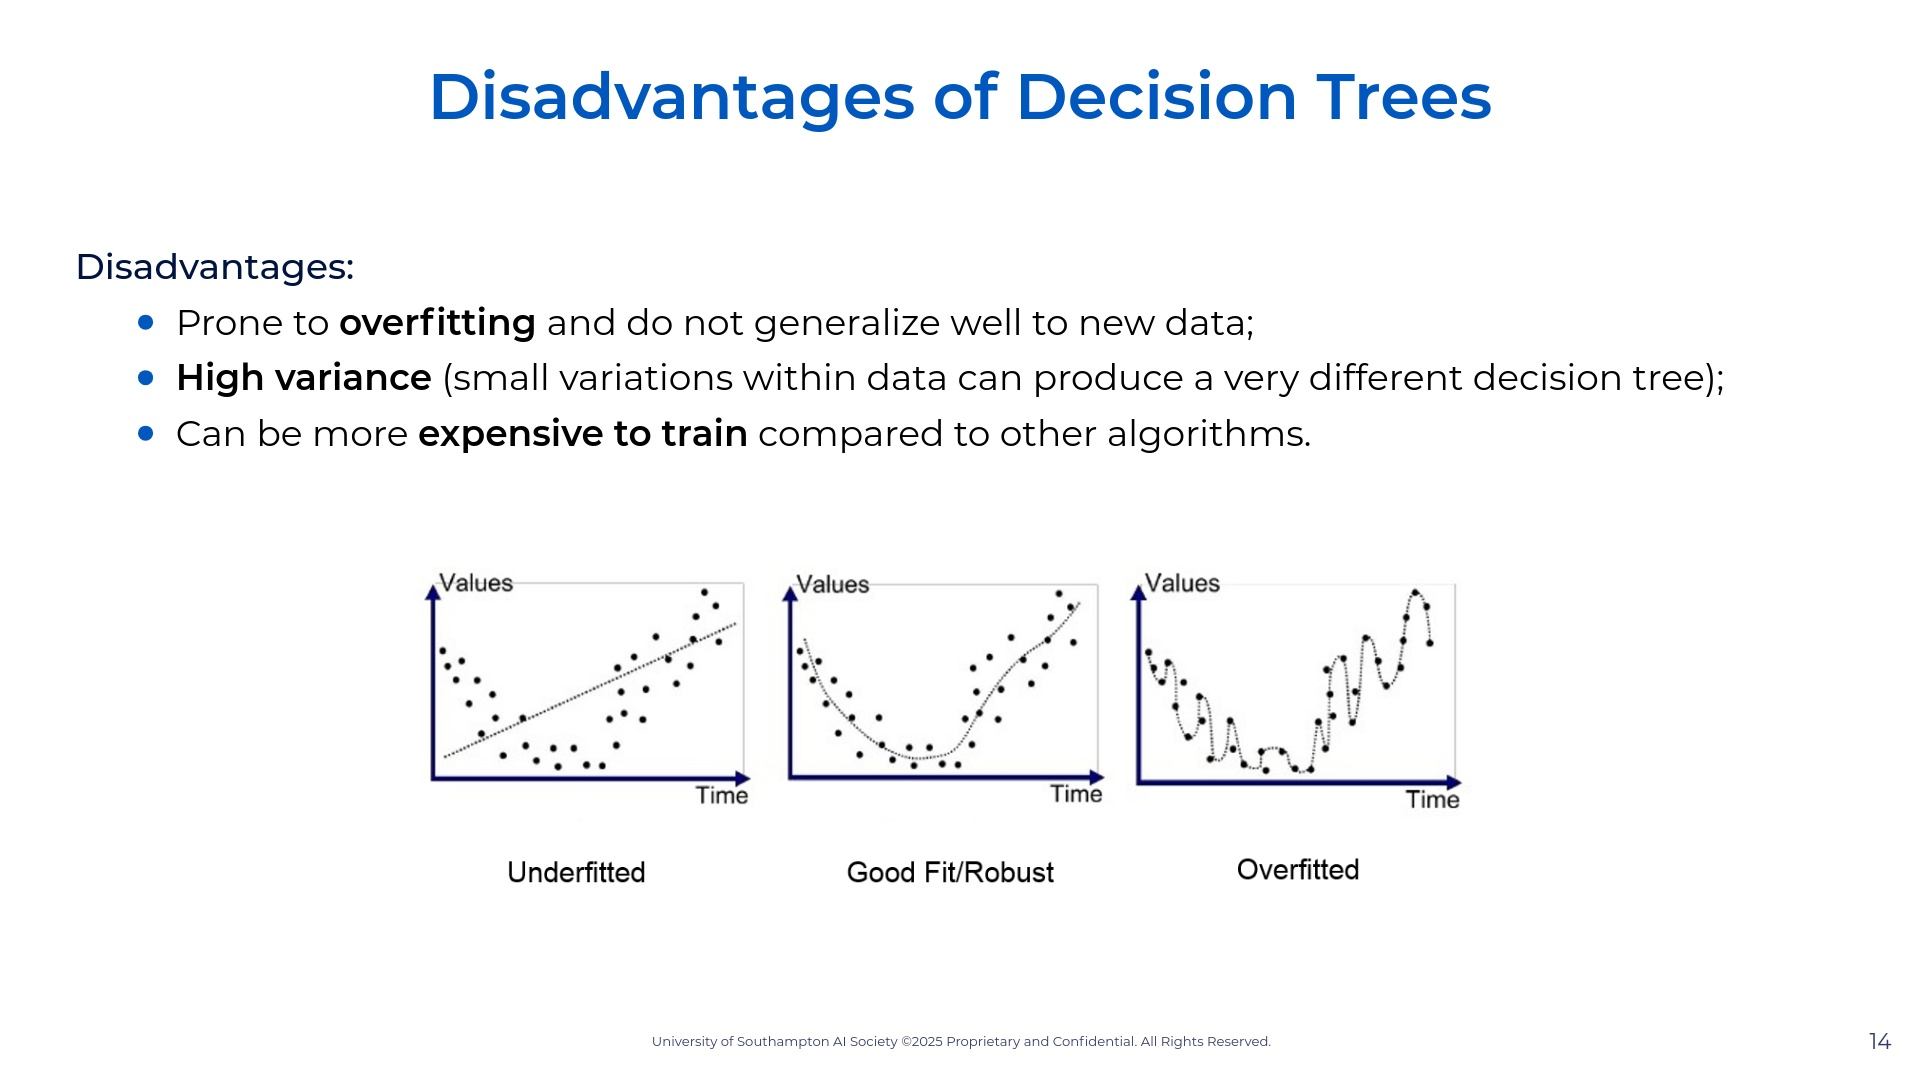 Disadvantages of Decision Trees
Disadvantages:
Prone to overfitting and do not generalize well to new data;
High variance (small variations within data can produce a very different decision tree);
Can be more expensive to train compared to other algorithms.
Values
Time
Underfitted
Values
Time
Good Fit/Robust
Values
Time
Overfitted
University of Southampton AI Society ©2025 Proprietary and Confidential. All Rights Reserved.
14